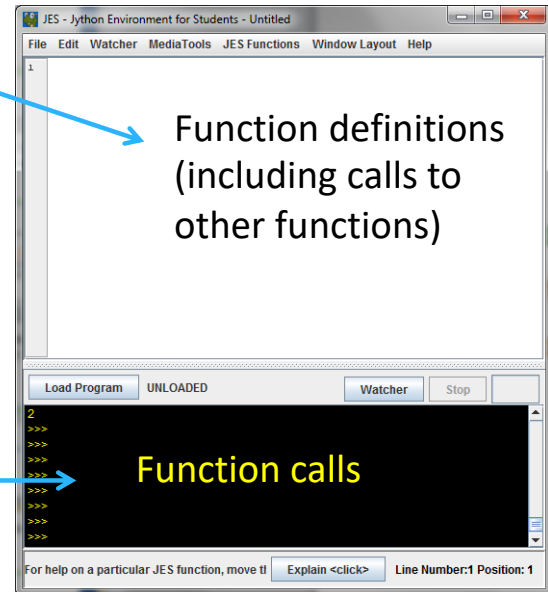 JES - Jython Environment for Students - Untitled
File Edit Watcher MediaTools JES Functions Window Layout Help
1
Function definitions
(including calls to
other functions)
Load Program UNLOADED Watcher Stop
2
>>>
>>>
>>>
>>>
>>>
>>>
>>>
>>>
Function calls
For help on a particular JES function, move tl Explain <click> Line Number:1 Position: 1